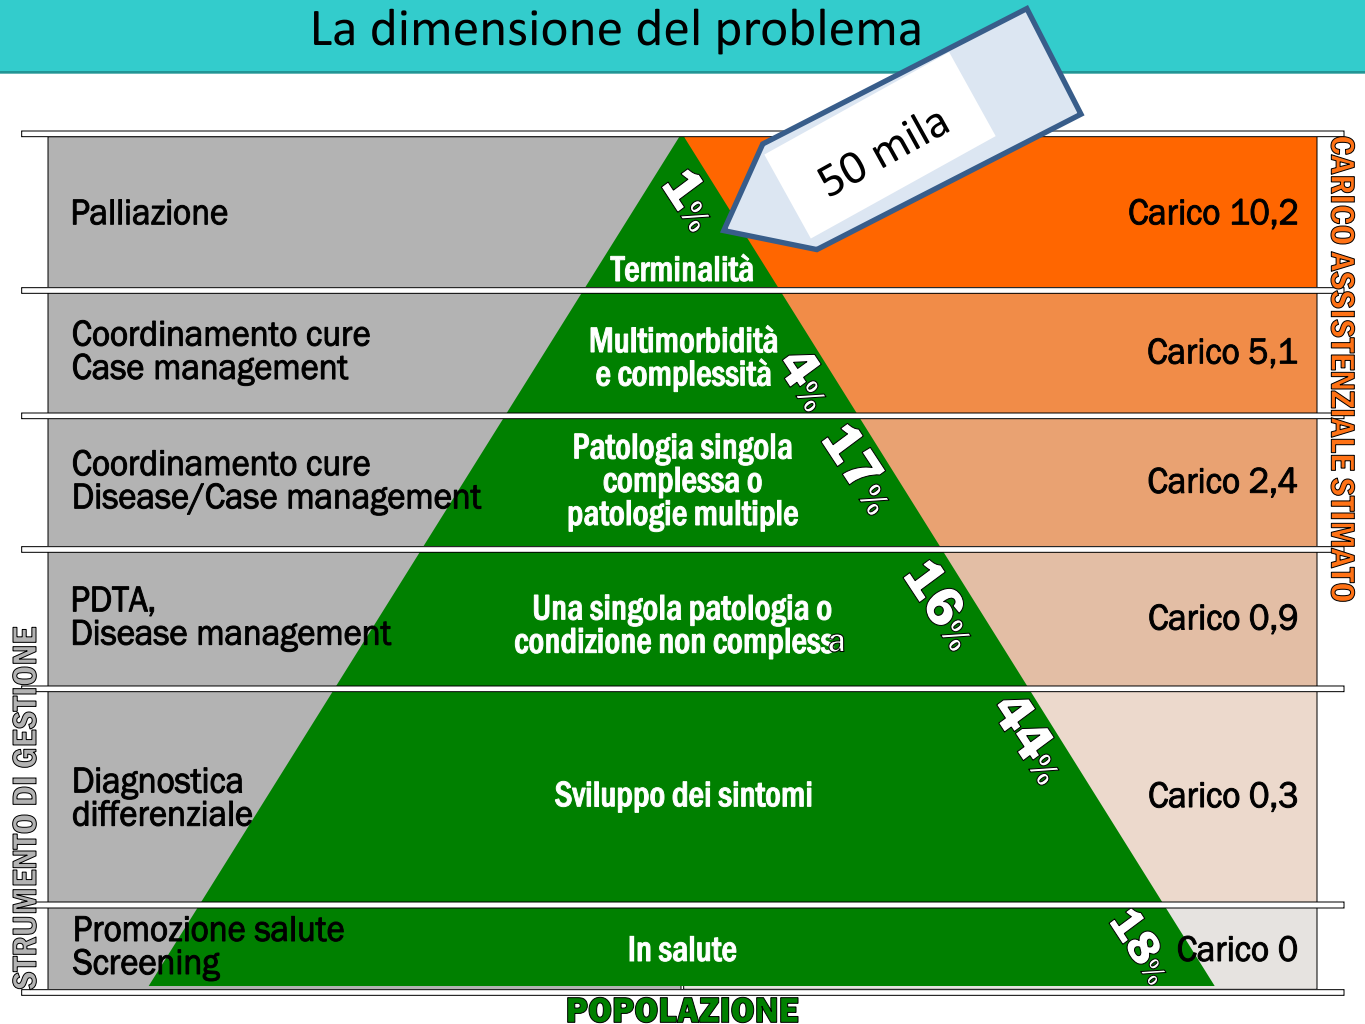 La dimensione del problema
50 mila
Palliazione
1%
Terminalità
Carico 10,2
Coordinamento cure
Case management
Multimorbidità
e complessità
4%
Carico 5,1
Coordinamento cure
Disease/Case management
Patologia singola
complessa o
patologie multiple
17%
Carico 2,4
PDTA,
Disease management
Una singola patologia o
condizione non complessa
16%
Carico 0,9
Diagnostica
differenziale
Sviluppo dei sintomi
44%
Carico 0,3
Promozione salute
Screening
In salute
18%
Carico 0
STRUMENTO DI GESTIONE
CARICO ASSISTENZIALE STIMATO
POPOLAZIONE